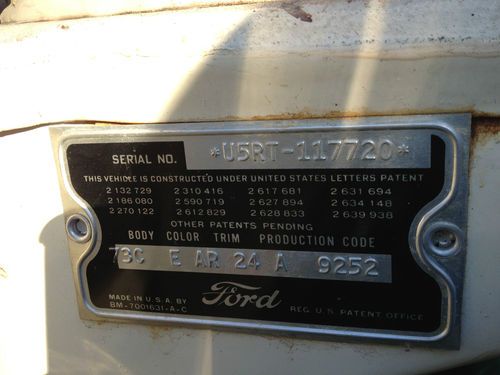 SERIAL NO. *U5RT-117720*
THIS VEHICLE IS CONSTRUCTED UNDER UNITED STATES LETTERS PATENT
2 132 729 2 310 416 2 617 681 2 631 694
2 186 080 2 590 719 2 627 894 2 634 148
2 270 122 2 612 829 2 628 833 2 639 938
OTHER PATENTS PENDING
BODY COLOR TRIM PRODUCTION CODE
73C E AR 24 A 9252
MADE IN U.S.A. BY
BM-7001631-A-C
Ford
REG. U.S. PATENT OFFICE